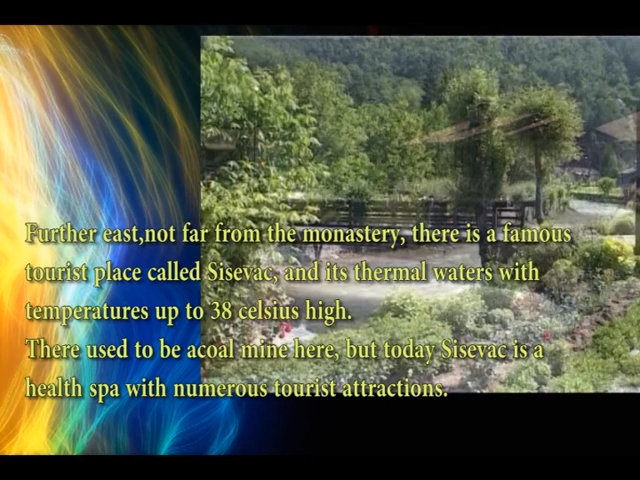 Further east,not far from the monastery, there is a famous
tourist place called Sisevac, and its thermal waters with
temperatures up to 38 celsius high.
There used to be acoal mine here, but today Sisevac is a
health spa with numerous tourist attractions.